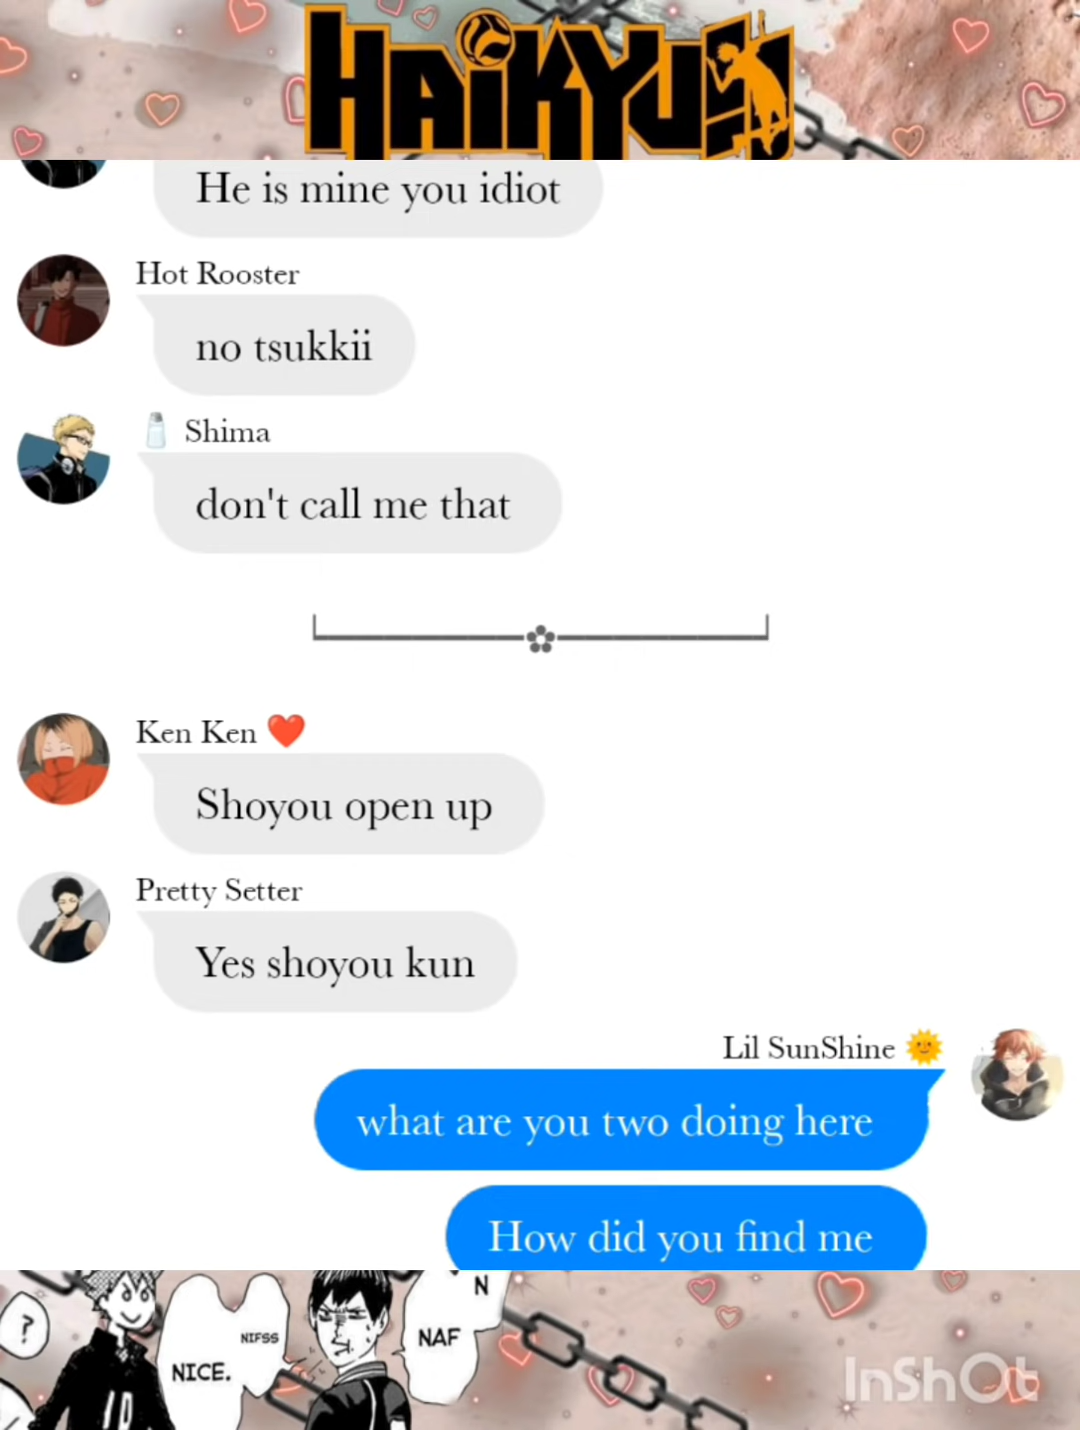 HAIKYU!!
He is mine you idiot
Hot Rooster
no tsukkii
🧂 Shima
don't call me that
Ken Ken ❤️
Shoyou open up
Pretty Setter
Yes shoyou kun
Lil SunShine 🌞
what are you two doing here
How did you find me
?
NIFSS
NICE.
N
NAF
10
InShOt